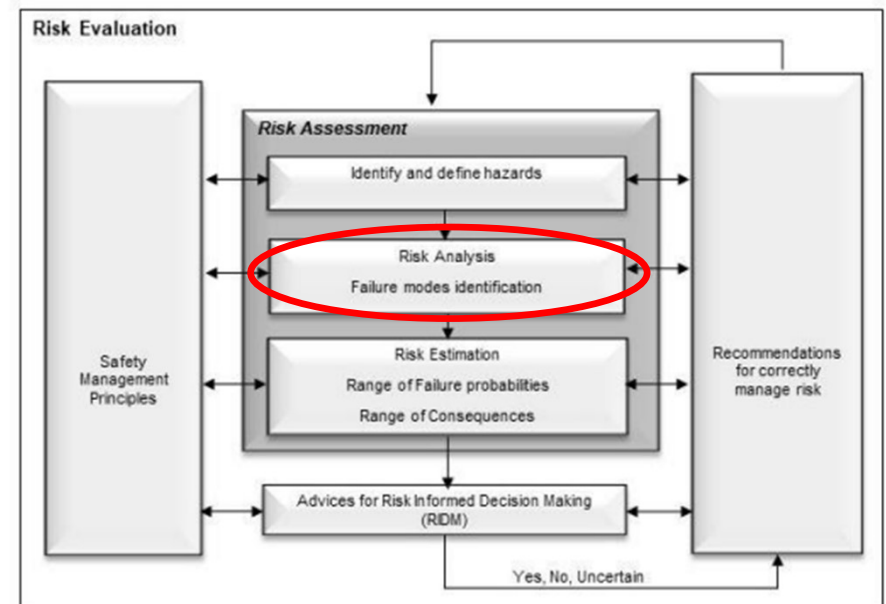 Risk Evaluation
Risk Assessment
Identify and define hazards
Risk Analysis
Failure modes identification
Risk Estimation
Range of Failure probabilities
Range of Consequences
Safety
Management
Principles
Recommendations
for correctly
manage risk
Advices for Risk Informed Decision Making
(RIDM)
Yes, No, Uncertain